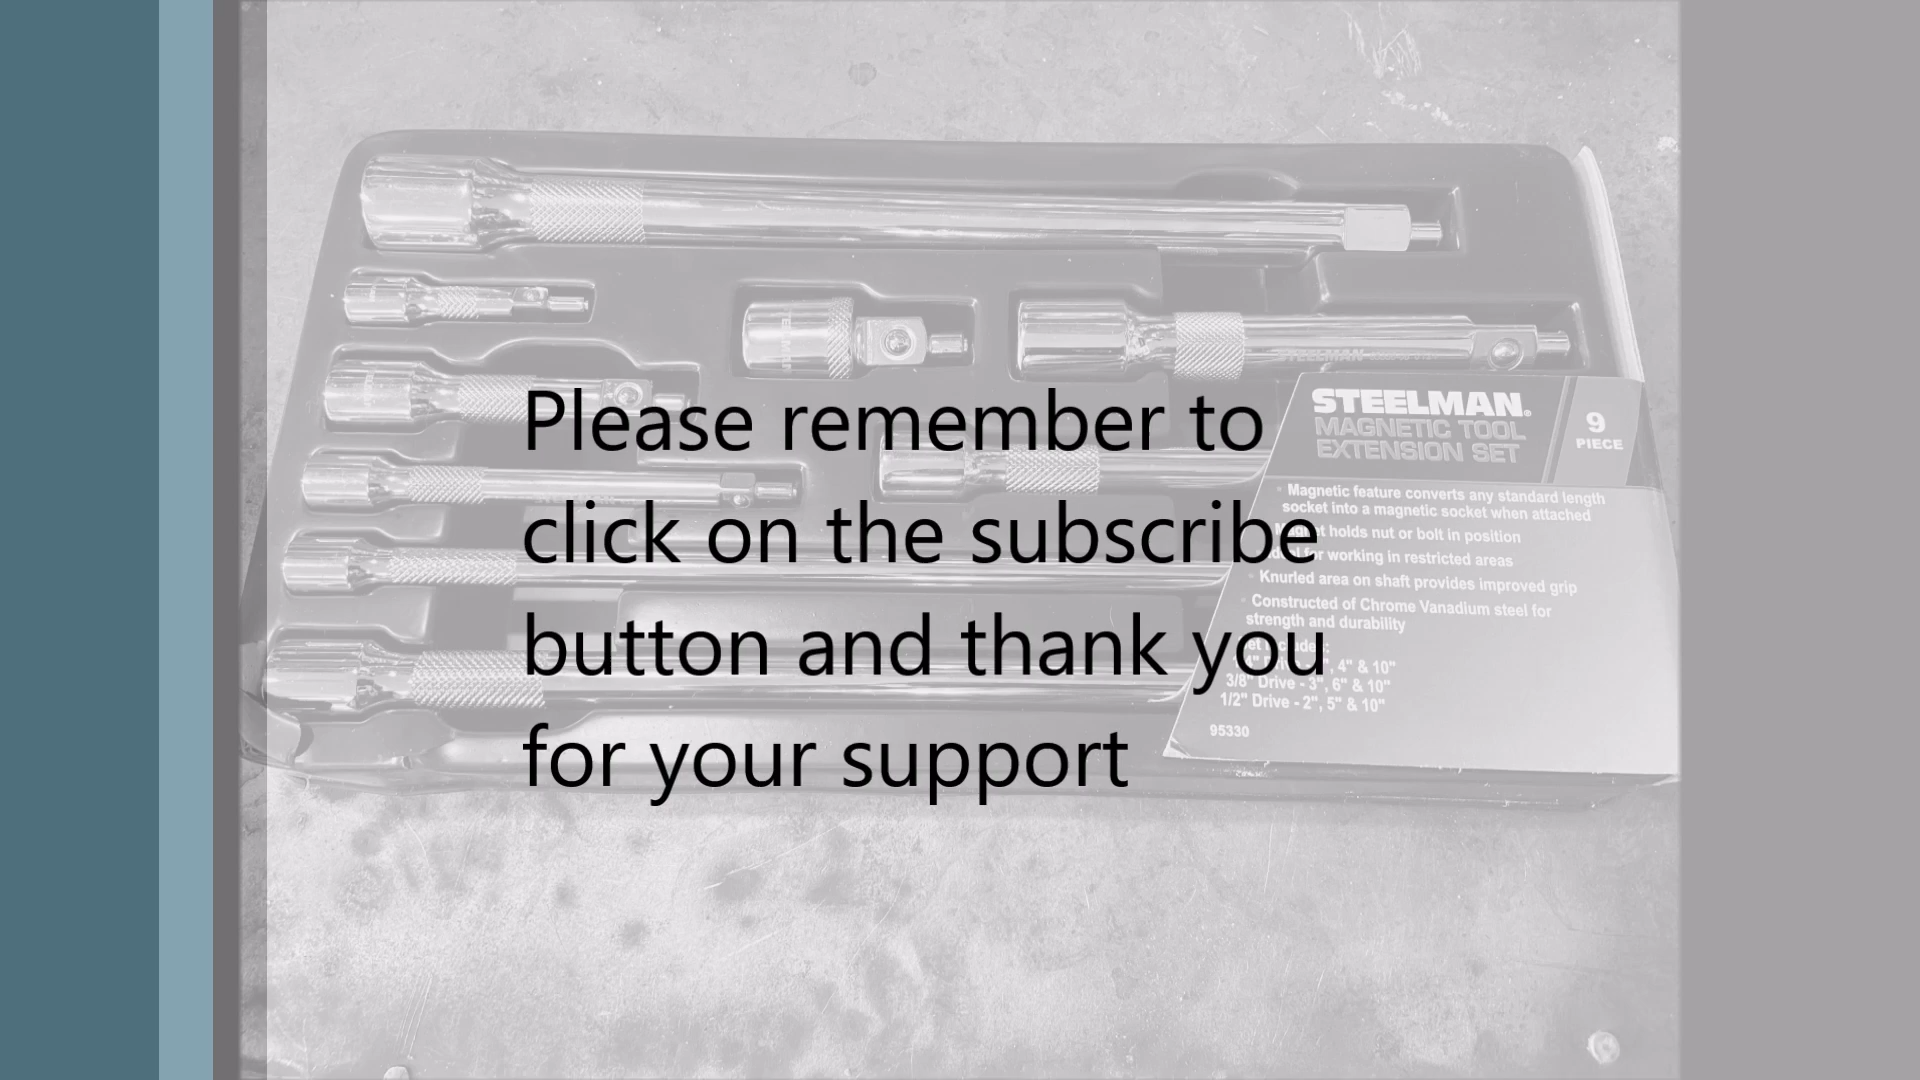 Please remember to
click on the subscribe
button and thank you
for your support
STEELMAN®
MAGNETIC TOOL
EXTENSION SET
9
PIECE
Magnetic feature converts any standard length
socket into a magnetic socket when attached
holds nut or bolt in position
for working in restricted areas
Knurled area on shaft provides improved grip
Constructed of Chrome Vanadium steel for
strength and durability
Drive - , 4" & 10"
3/8" Drive - 3", 6" & 10"
1/2" Drive - 2", 5" & 10"
95330
STEELMAN